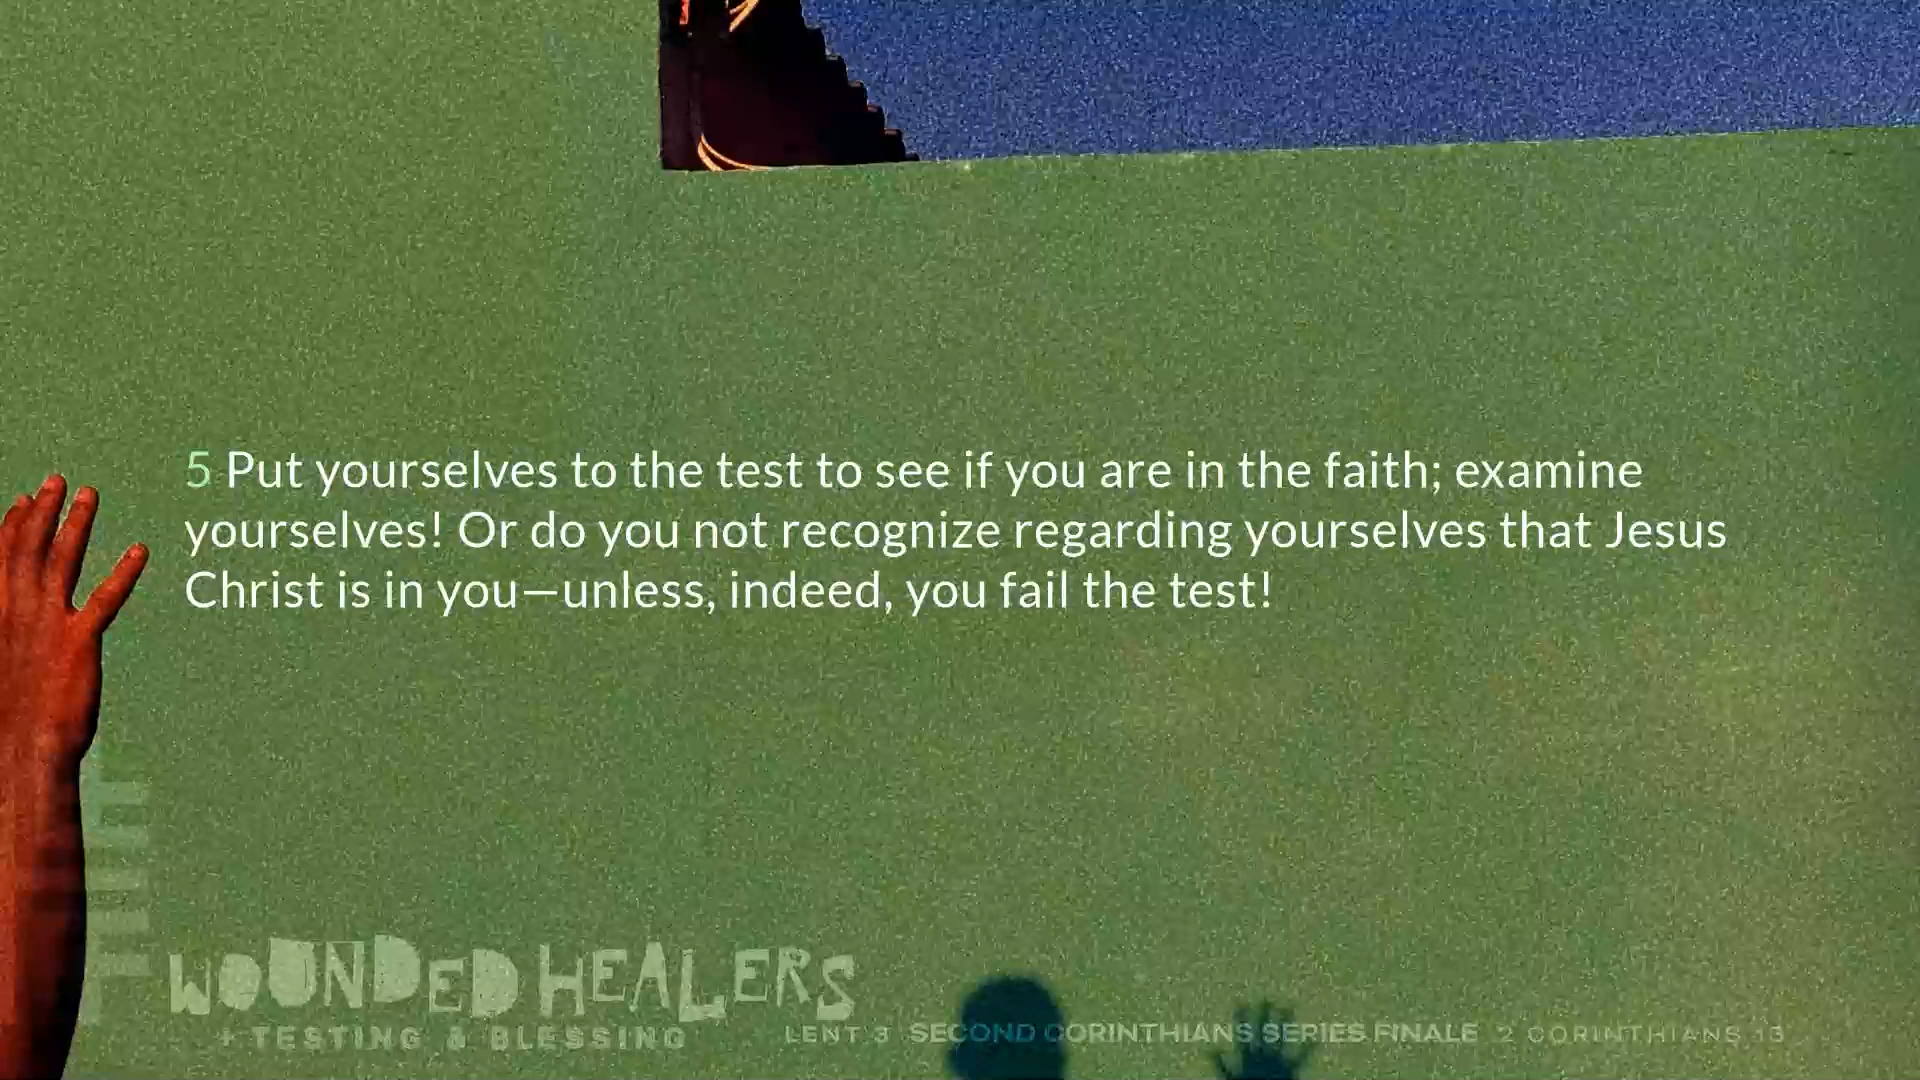 5 Put yourselves to the test to see if you are in the faith; examine
yourselves! Or do you not recognize regarding yourselves that Jesus
Christ is in you—unless, indeed, you fail the test!
WOUNDED HEALERS
+ TESTING & BLESSING
LENT 3 SECOND CORINTHIANS SERIES FINALE 2 CORINTHIANS 13